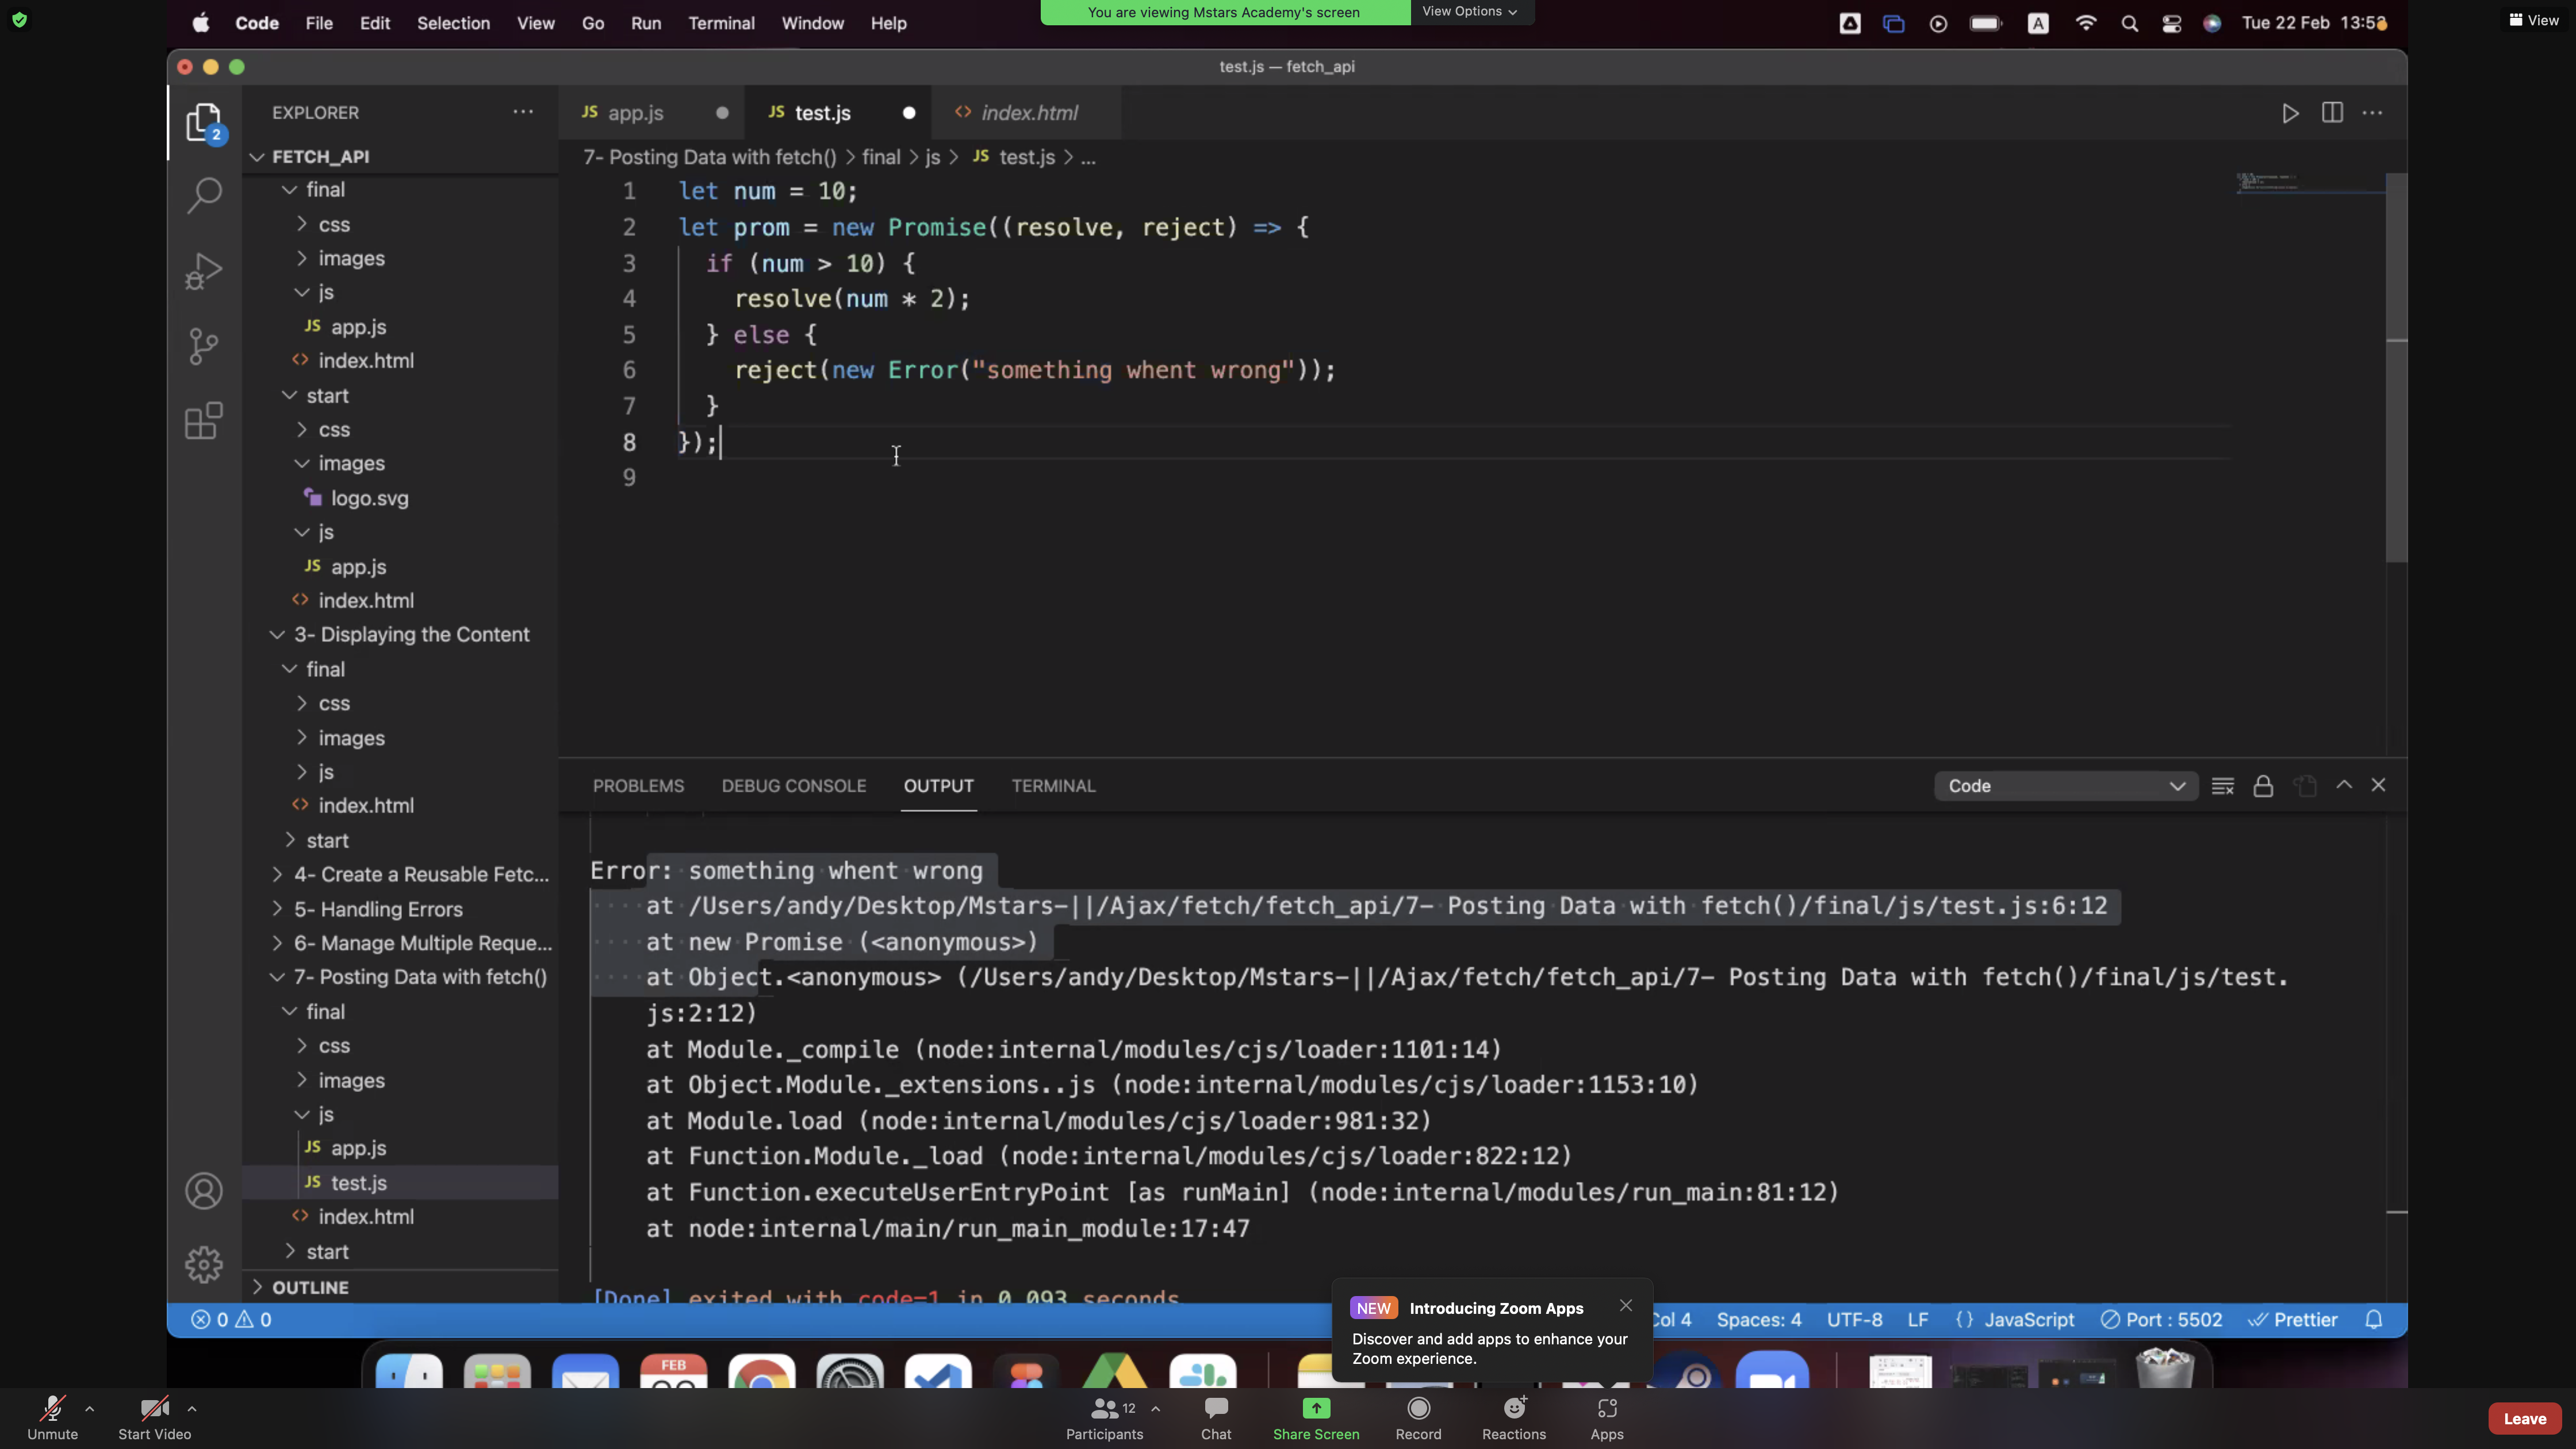 Code File Edit Selection View Go Run Terminal Window Help
You are viewing Mstars Academy's screen View Options
A Tue 22 Feb
View
test.js — fetch_api
EXPLORER ...
JS app.js
JS test.js
<> index.html
...
2
FETCH_API
7- Posting Data with fetch() > final > js > JS test.js > ...
final
css
images
js
JS app.js
<> index.html
start
css
images
logo.svg
js
JS app.js
<> index.html
3- Displaying the Content
final
css
images
js
<> index.html
start
4- Create a Reusable Fetc...
5- Handling Errors
6- Manage Multiple Reque...
7- Posting Data with fetch()
final
css
images
js
JS app.js
JS test.js
<> index.html
start
OUTLINE
1 let num = 10;
2 let prom = new Promise((resolve, reject) => {
3 if (num > 10) {
4 resolve(num * 2);
5 } else {
6 reject(new Error("something whent wrong"));
7 }
8 });
9
PROBLEMS DEBUG CONSOLE OUTPUT TERMINAL
Code
Error: something whent wrong
at /Users/andy/Desktop/Mstars-||/Ajax/fetch/fetch_api/7- Posting Data with fetch()/final/js/test.js:6:12
at new Promise (<anonymous>)
at Object.<anonymous> (/Users/andy/Desktop/Mstars-||/Ajax/fetch/fetch_api/7- Posting Data with fetch()/final/js/test.
js:2:12)
at Module._compile (node:internal/modules/cjs/loader:1101:14)
at Object.Module._extensions..js (node:internal/modules/cjs/loader:1153:10)
at Module.load (node:internal/modules/cjs/loader:981:32)
at Function.Module._load (node:internal/modules/cjs/loader:822:12)
at Function.executeUserEntryPoint [as runMain] (node:internal/modules/run_main:81:12)
at node:internal/main/run_main_module:17:47
[Done] exited with code=1 in 0.093 seconds
0 0
Col 4 Spaces: 4 UTF-8 LF {} JavaScript Port : 5502 Prettier
NEW Introducing Zoom Apps
Discover and add apps to enhance your
Zoom experience.
FEB
12
Unmute
Start Video
Participants
Chat
Share Screen
Record
Reactions
Apps
Leave